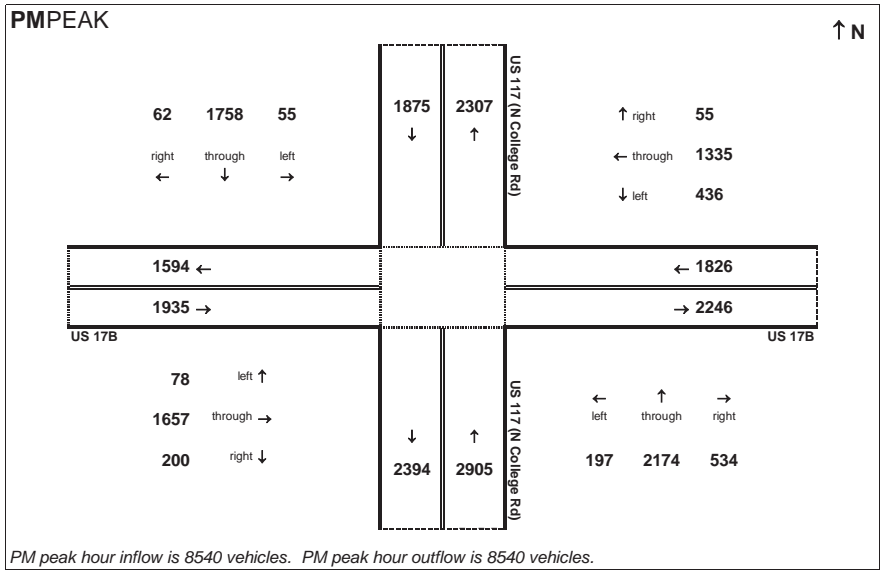 PMPEAK
↑ N
62 1758 55
right through left
← ↓ →
1875 2307
↓ ↑
US 117 (N College Rd)
↑ right 55
← through 1335
↓ left 436
1594 ←
← 1826
1935 →
→ 2246
US 17B
US 17B
78 left ↑
1657 through →
200 right ↓
↓ ↑
2394 2905
US 117 (N College Rd)
← ↑ →
left through right
197 2174 534
PM peak hour inflow is 8540 vehicles. PM peak hour outflow is 8540 vehicles.